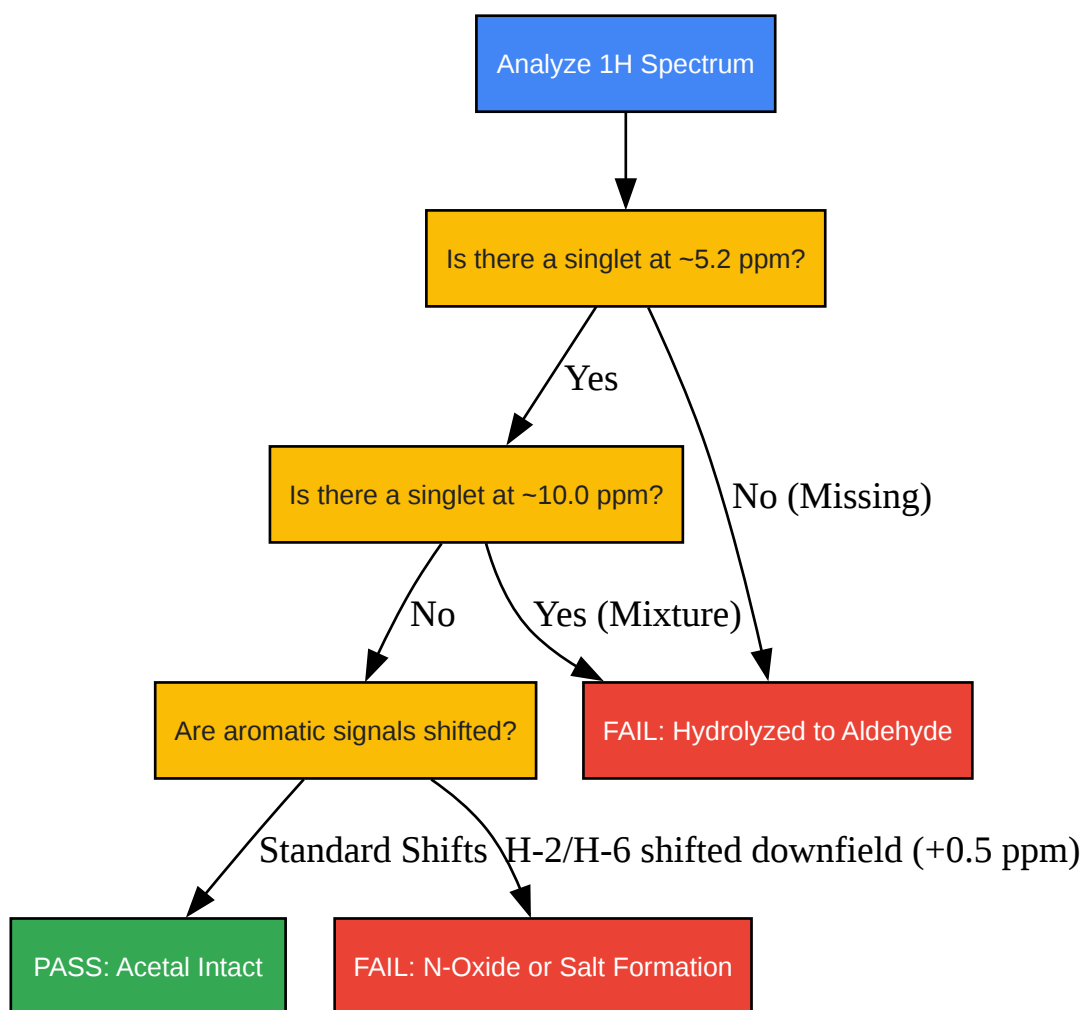 Analyze 1H Spectrum
Is there a singlet at ~5.2 ppm?
Yes
Is there a singlet at ~10.0 ppm?
No (Missing)
No
Yes (Mixture)
Are aromatic signals shifted?
FAIL: Hydrolyzed to Aldehyde
Standard Shifts
H-2/H-6 shifted downfield (+0.5 ppm)
PASS: Acetal Intact
FAIL: N-Oxide or Salt Formation